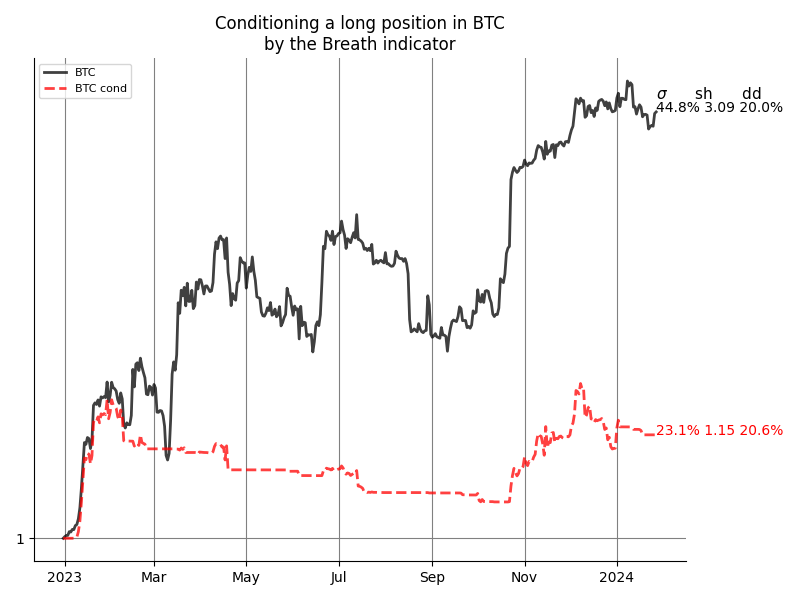 Conditioning a long position in BTC
by the Breath indicator
BTC
BTC cond
σ sh dd
44.8% 3.09 20.0%
23.1% 1.15 20.6%
1
2023 Mar May Jul Sep Nov 2024